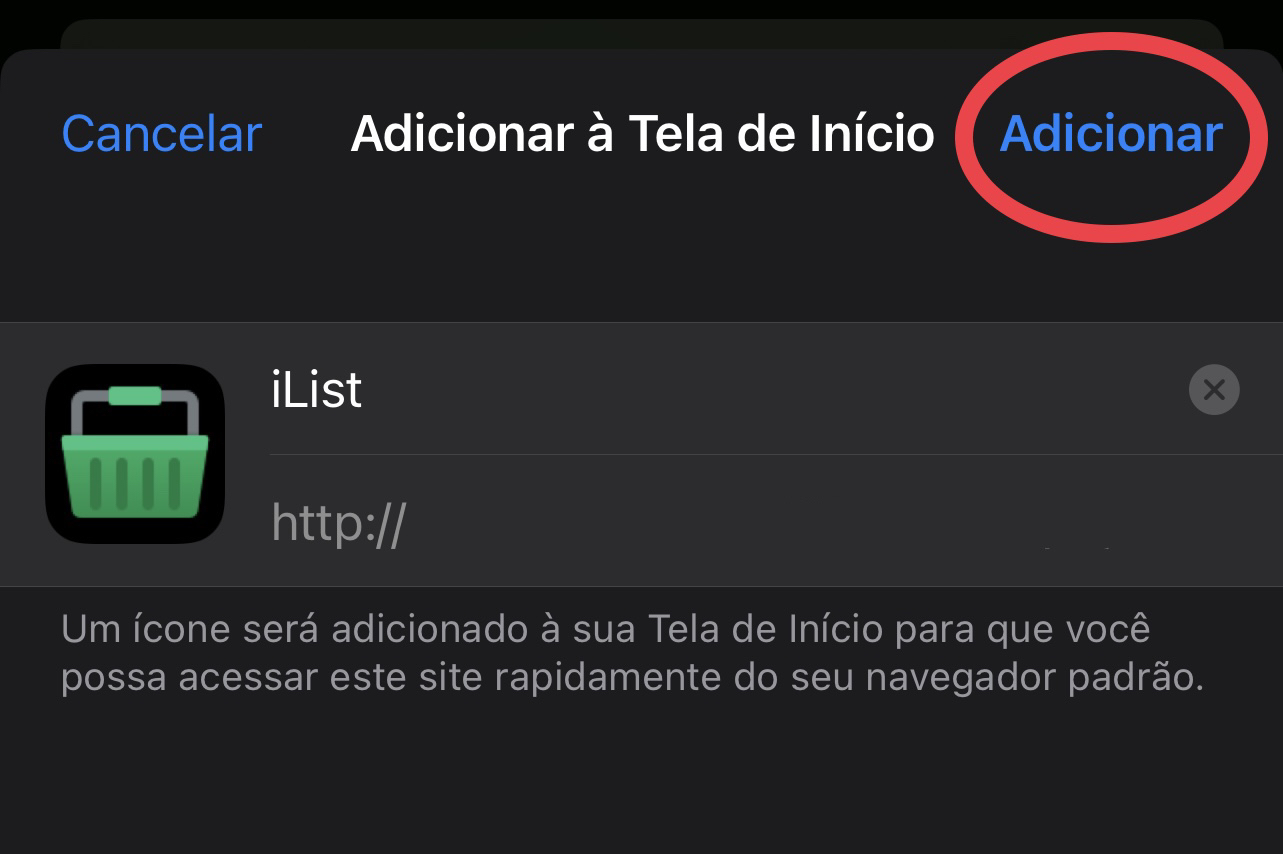 Cancelar Adicionar à Tela de Início Adicionar
iList
http://
Um ícone será adicionado à sua Tela de Início para que você
possa acessar este site rapidamente do seu navegador padrão.